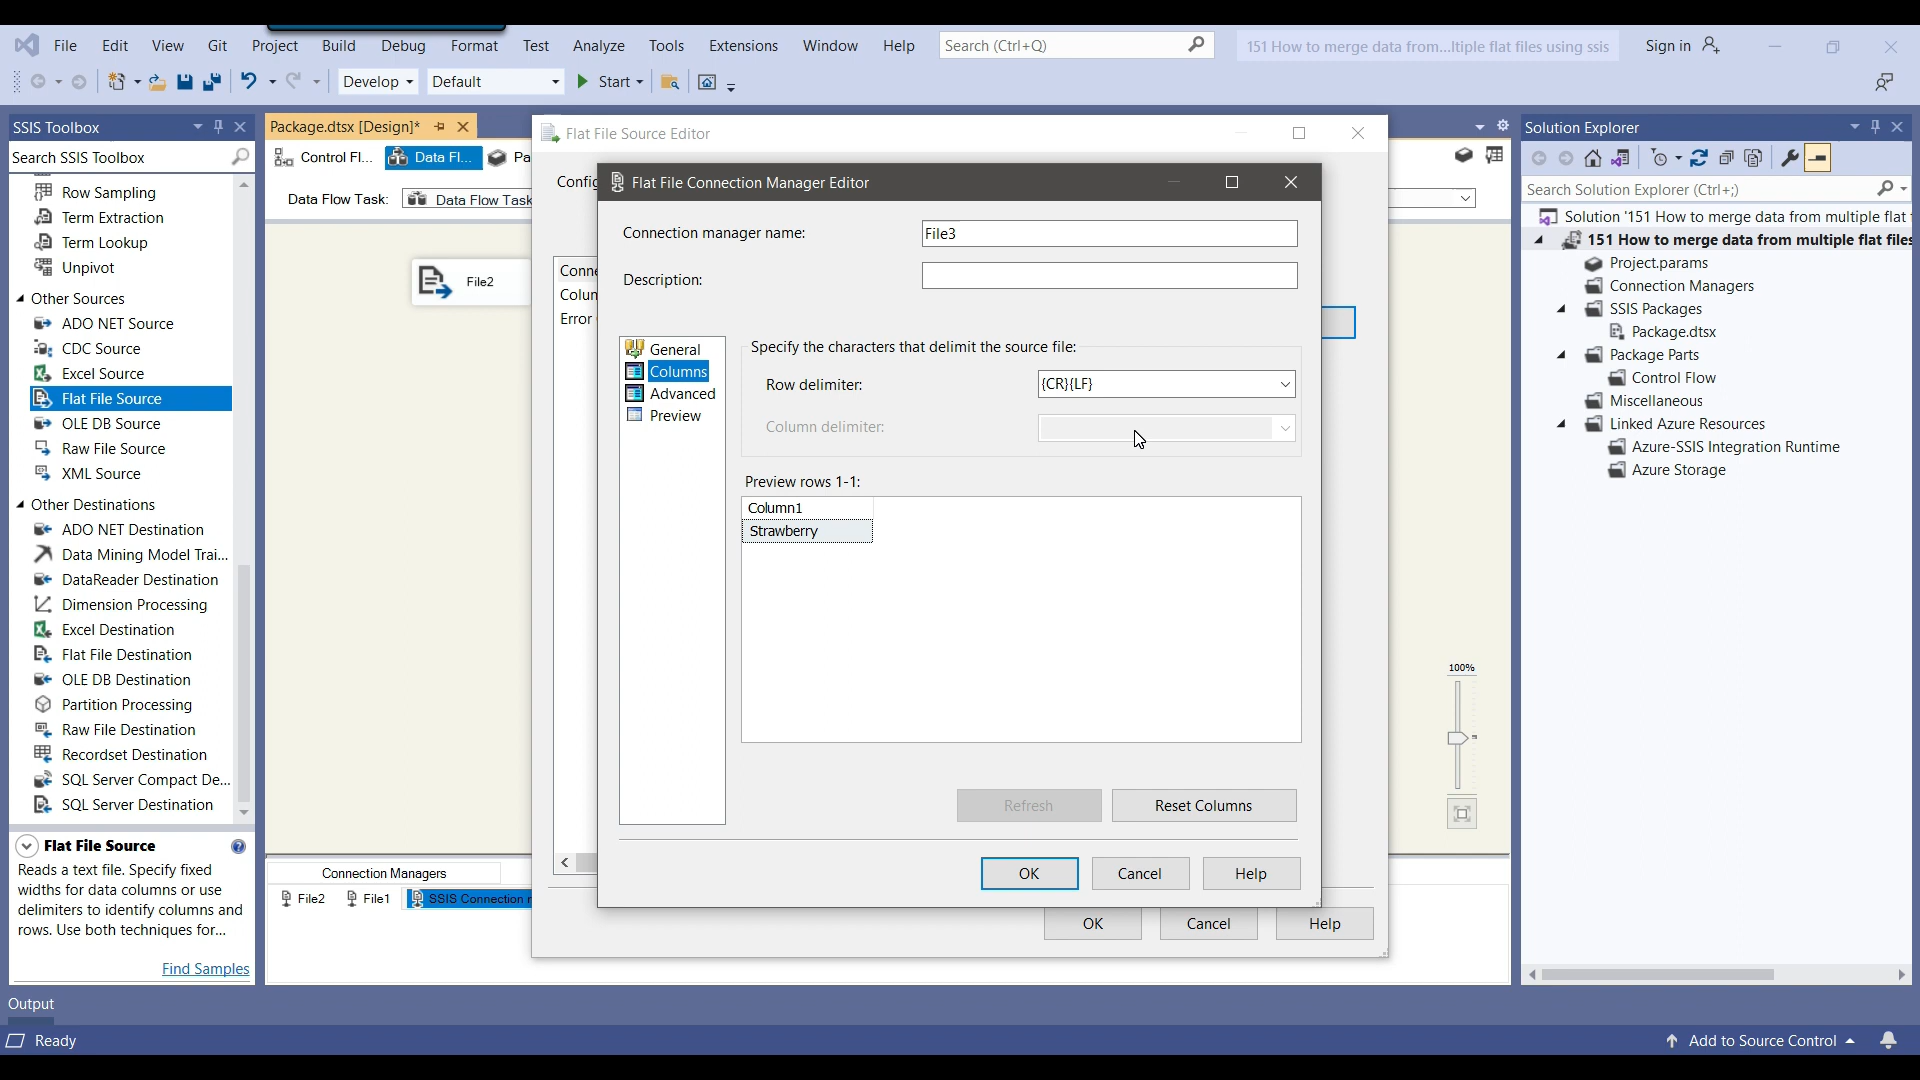 File Edit View Git Project Build Debug Format Test Analyze Tools Extensions Window Help Search (Ctrl+Q) 151 How to merge data from...ltiple flat files using ssis Sign in
Develop Default Start
SSIS Toolbox
Search SSIS Toolbox
Row Sampling
Term Extraction
Term Lookup
Unpivot
Other Sources
ADO NET Source
CDC Source
Excel Source
Flat File Source
OLE DB Source
Raw File Source
XML Source
Other Destinations
ADO NET Destination
Data Mining Model Trai...
DataReader Destination
Dimension Processing
Excel Destination
Flat File Destination
OLE DB Destination
Partition Processing
Raw File Destination
Recordset Destination
SQL Server Compact De...
SQL Server Destination
Flat File Source
Reads a text file. Specify fixed
widths for data columns or use
delimiters to identify columns and
rows. Use both techniques for...
Find Samples
Package.dtsx [Design]*
Control Fl... Data Fl... Pa
Data Flow Task: Data Flow Task
File2
Connection Managers
File2 File1 SSIS Connection
Flat File Source Editor
Config
Conne
Colun
Error
OK Cancel Help
Flat File Connection Manager Editor
Connection manager name: File3
Description:
General
Columns
Advanced
Preview
Specify the characters that delimit the source file:
Row delimiter: {CR}{LF}
Column delimiter:
Preview rows 1-1:
Column1
Strawberry
Refresh Reset Columns
OK Cancel Help
100%
Solution Explorer
Search Solution Explorer (Ctrl+;)
Solution '151 How to merge data from multiple flat
151 How to merge data from multiple flat files
Project.params
Connection Managers
SSIS Packages
Package.dtsx
Package Parts
Control Flow
Miscellaneous
Linked Azure Resources
Azure-SSIS Integration Runtime
Azure Storage
Output
Ready
Add to Source Control